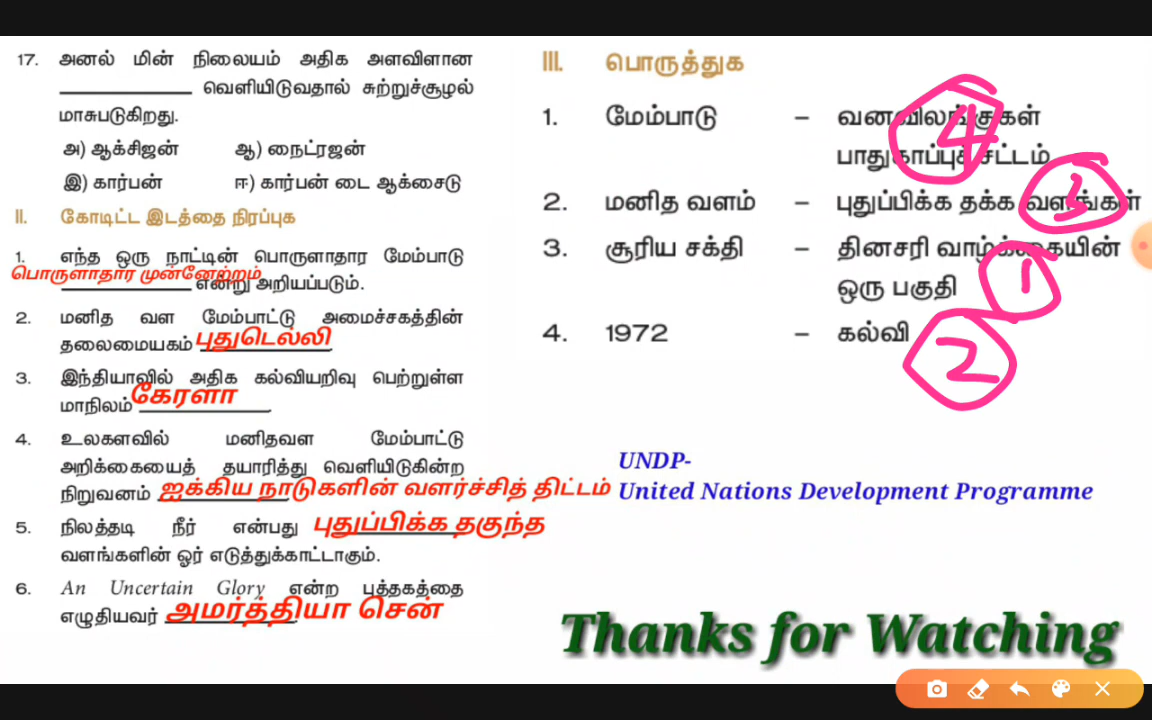 17. அனல் மின் நிலையம் அதிக அளவிளான
____________ வெளியிடுவதால் சுற்றுச்சூழல்
மாசுபடுகிறது.
அ) ஆக்சிஜன் ஆ) நைட்ரஜன்
இ) கார்பன் ஈ) கார்பன் டை ஆக்சைடு
II. கோடிட்ட இடத்தை நிரப்புக
1. எந்த ஒரு நாட்டின் பொருளாதார மேம்பாடு
பொருளாதார முன்னேற்றம் என்று அறியப்படும்.
2. மனித வள மேம்பாட்டு அமைச்சகத்தின்
தலைமையகம் புதுடெல்லி
3. இந்தியாவில் அதிக கல்வியறிவு பெற்றுள்ள
மாநிலம் கேரளா
4. உலகளவில் மனிதவள மேம்பாட்டு
அறிக்கையைத் தயாரித்து வெளியிடுகின்ற
நிறுவனம் ஐக்கிய நாடுகளின் வளர்ச்சித் திட்டம்
5. நிலத்தடி நீர் என்பது புதுப்பிக்க தகுந்த
வளங்களின் ஓர் எடுத்துக்காட்டாகும்.
6. An Uncertain Glory என்ற புத்தகத்தை
எழுதியவர் அமர்த்தியா சென்
III. பொருத்துக
1. மேம்பாடு – வனவிலங்குகள் 4
பாதுகாப்புச் சட்டம்
2. மனித வளம் – புதுப்பிக்க தக்க வளங்கள் 3
3. சூரிய சக்தி – தினசரி வாழ்க்கையின்
ஒரு பகுதி 1
4. 1972 – கல்வி 2
UNDP-
United Nations Development Programme
Thanks for Watching